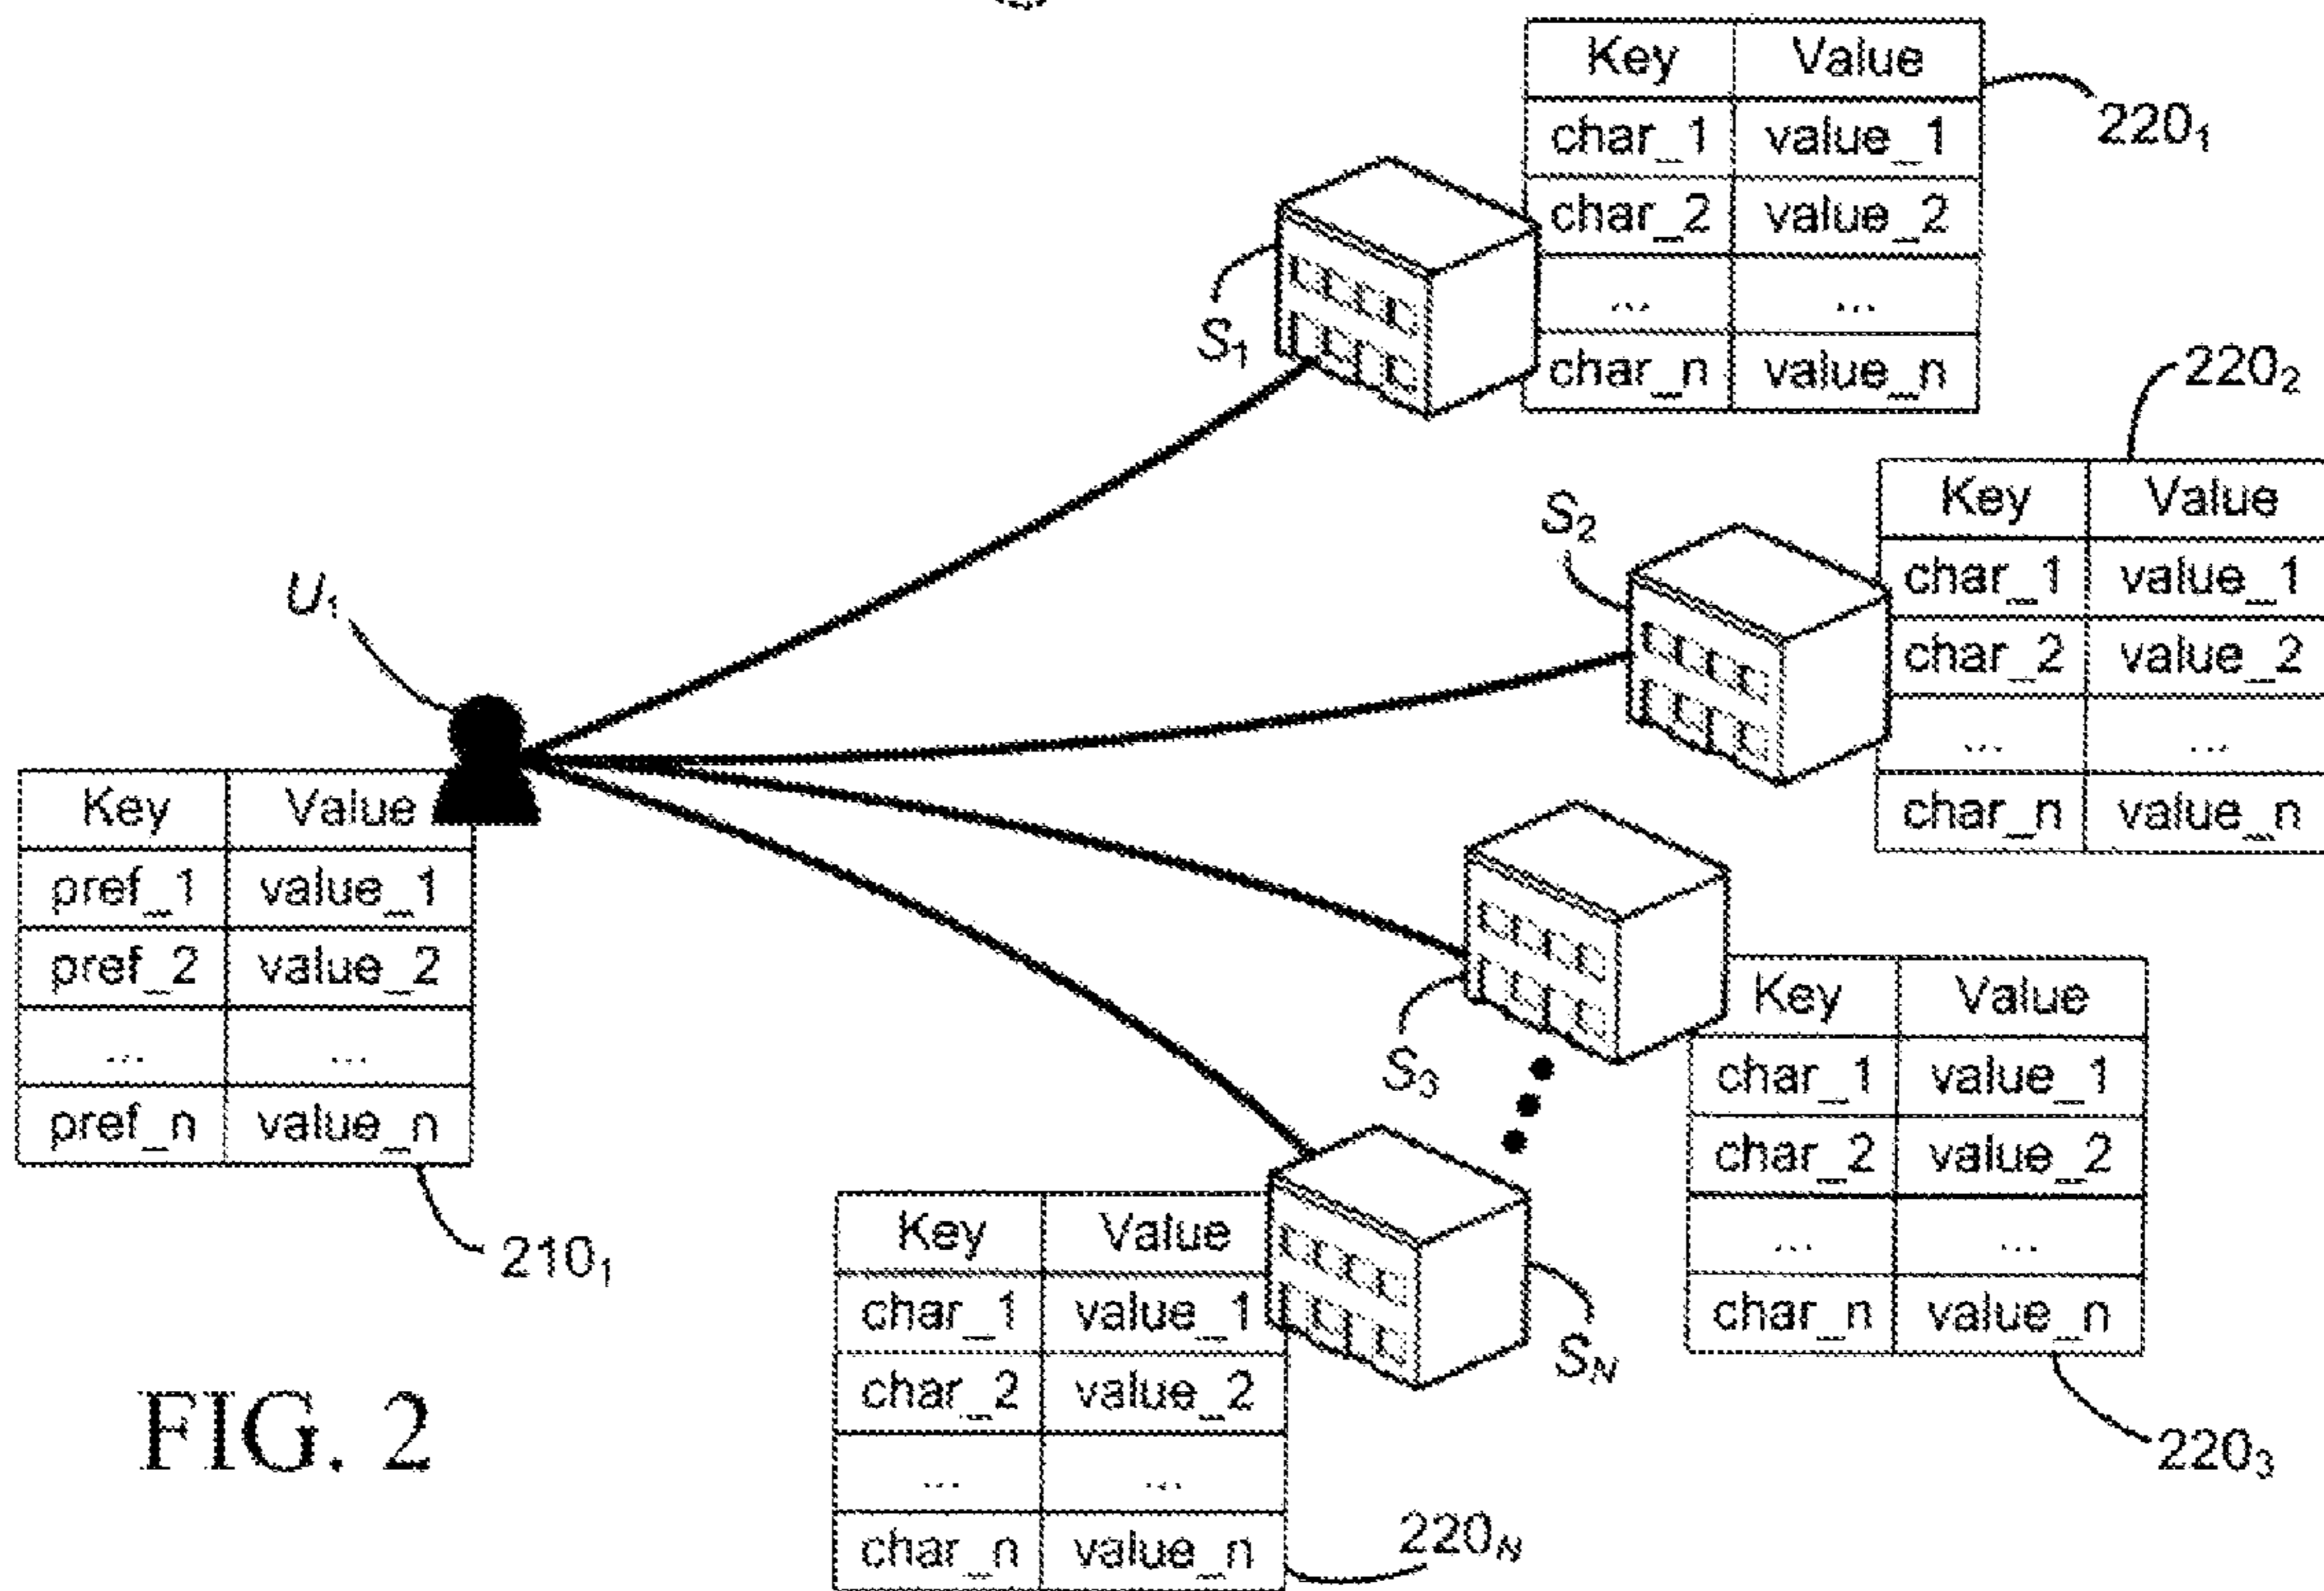 Key Value
char_1 value_1
char_2 value_2
... ...
char_n value_n
220₁
S₁
220₂
Key Value
char_1 value_1
char_2 value_2
... ...
char_n value_n
S₂
U₁
Key Value
pref_1 value_1
pref_2 value_2
... ...
pref_n value_n
210₁
S₃
Key Value
char_1 value_1
char_2 value_2
... ...
char_n value_n
220₃
Key Value
char_1 value_1
char_2 value_2
... ...
char_n value_n
S_N
220_N
FIG. 2